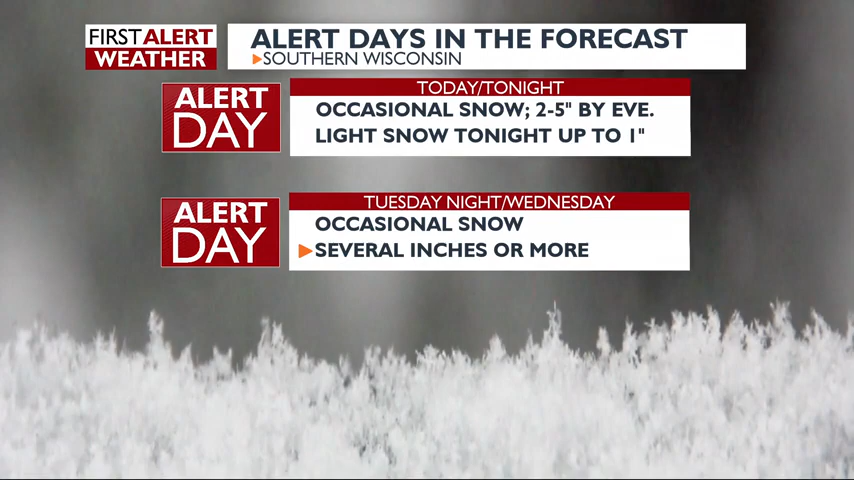 FIRST ALERT
WEATHER
ALERT DAYS IN THE FORECAST
SOUTHERN WISCONSIN
ALERT
DAY
TODAY/TONIGHT
OCCASIONAL SNOW; 2-5" BY EVE.
LIGHT SNOW TONIGHT UP TO 1"
ALERT
DAY
TUESDAY NIGHT/WEDNESDAY
OCCASIONAL SNOW
SEVERAL INCHES OR MORE